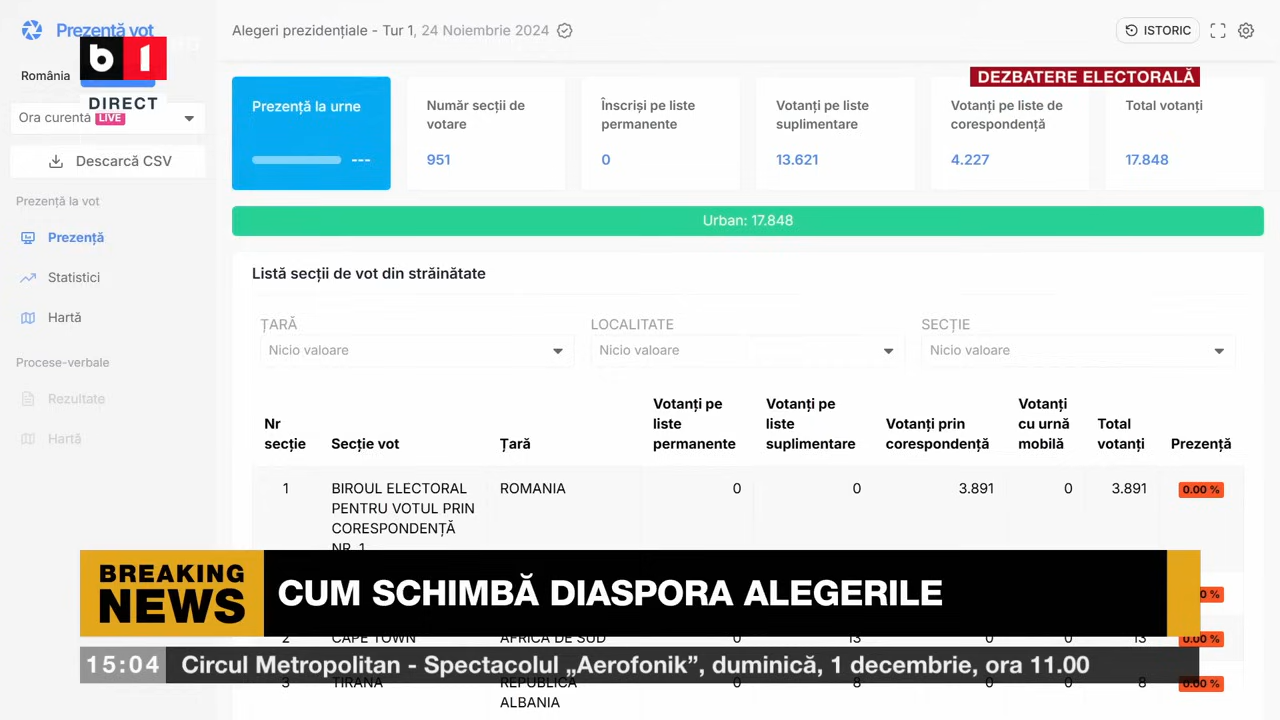 Prezență vot
Alegeri prezidențiale - Tur 1, 24 Noiembrie 2024
ISTORIC
România
b1
DIRECT
DEZBATERE ELECTORALĂ
Ora curentă LIVE
Descarcă CSV
Prezență la vot
Prezență
Statistici
Hartă
Procese-verbale
Rezultate
Hartă
Prezență la urne
---
Număr secții de
votare
951
Înscriși pe liste
permanente
0
Votanți pe liste
suplimentare
13.621
Votanți pe liste de
corespondență
4.227
Total votanți
17.848
Urban: 17.848
Listă secții de vot din străinătate
ȚARĂ LOCALITATE SECȚIE
Nicio valoare Nicio valoare Nicio valoare
Nr
secție
Secție vot
Țară
Votanți pe
liste
permanente
Votanți pe
liste
suplimentare
Votanți prin
corespondență
Votanți
cu urnă
mobilă
Total
votanți
Prezență
1 BIROUL ELECTORAL ROMANIA 0 0 3.891 0 3.891 0.00 %
PENTRU VOTUL PRIN
CORESPONDENȚĂ
NR. 1
0 %
BREAKING
NEWS
CUM SCHIMBĂ DIASPORA ALEGERILE
2 CAPE TOWN AFRICA DE SUD 0 13 0 0 13 0.00 %
15:04 Circul Metropolitan - Spectacolul „Aerofonik”, duminică, 1 decembrie, ora 11.00
3 TIRANA REPUBLICA 0 8 0 0 8 0.00 %
ALBANIA